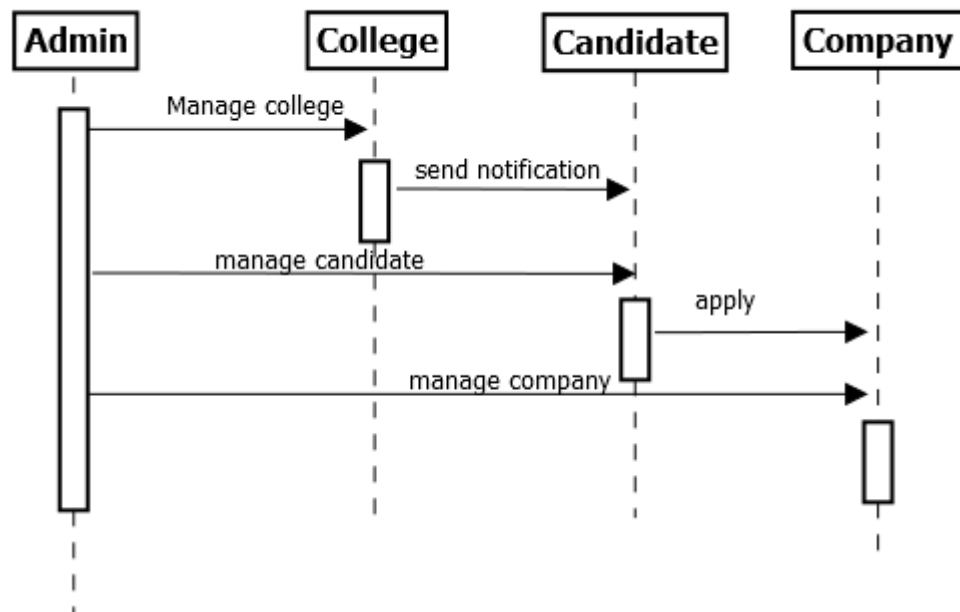 Admin
College
Candidate
Company
Manage college
send notification
manage candidate
apply
manage company